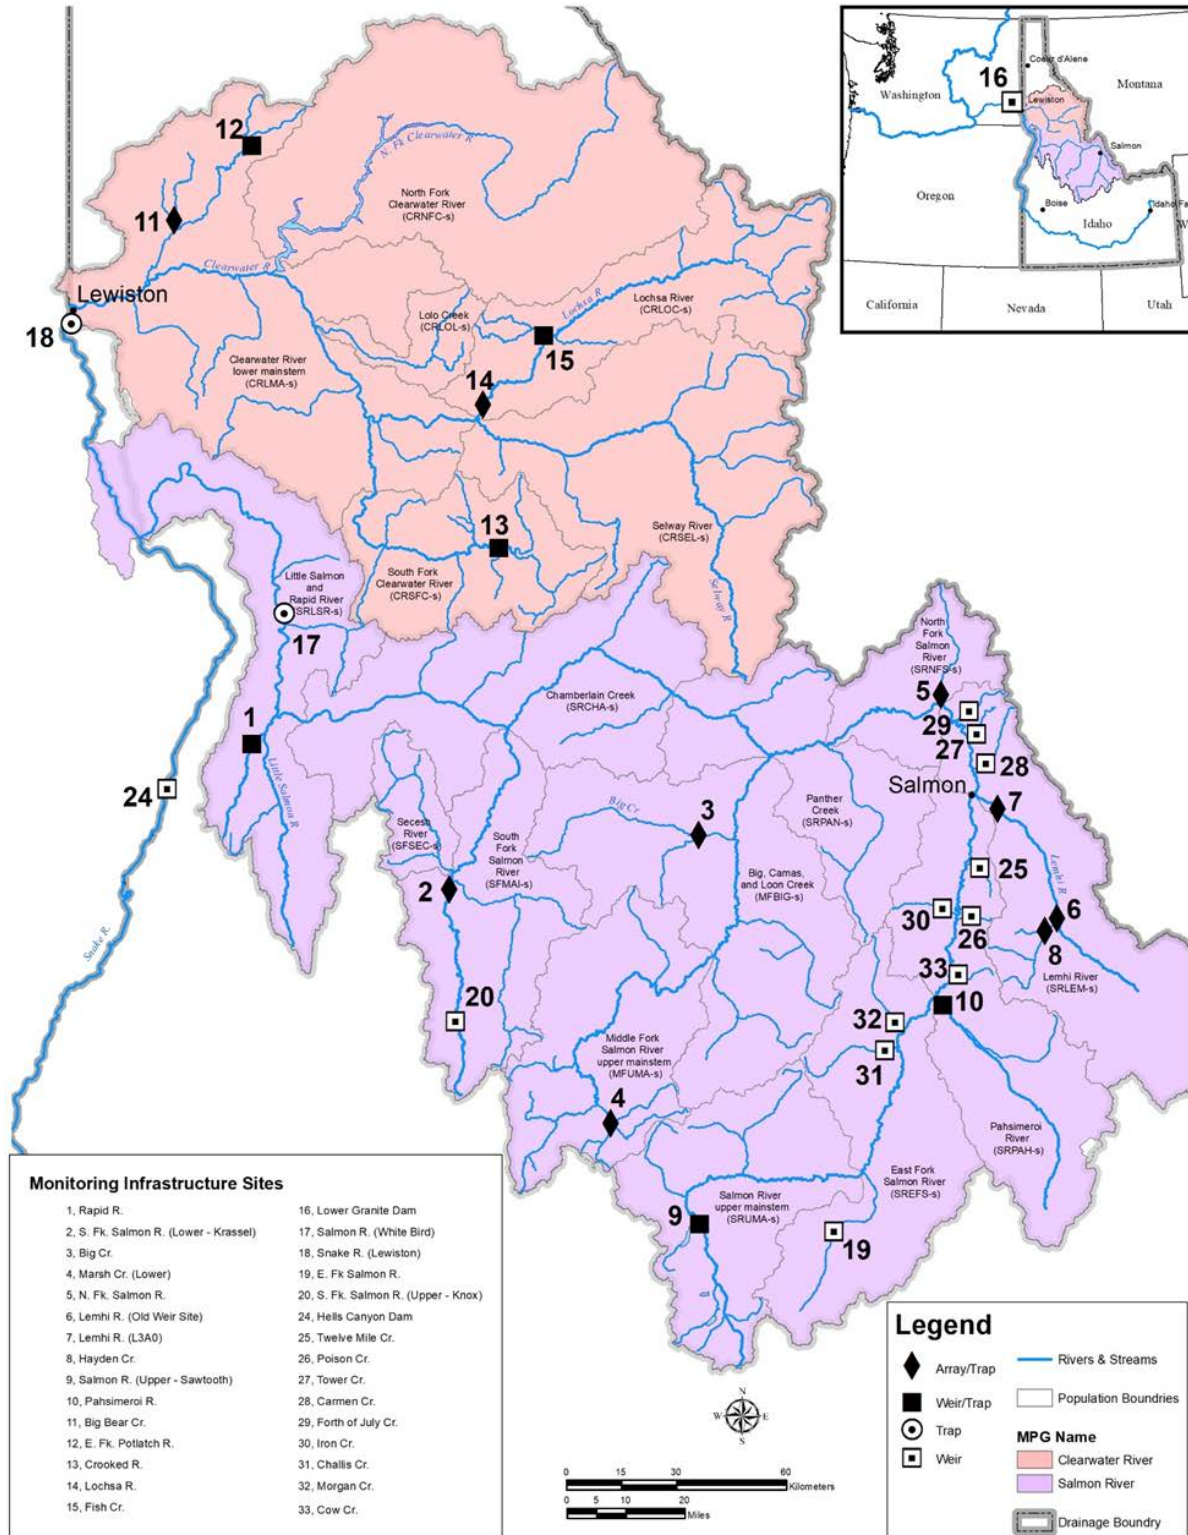 12
16
Coeur d'Alene
Washington
Montana
Lewiston
Salmon
Oregon
Boise
Idaho Fa
Idaho
W
California
Nevada
Utah
N. Fk Clearwater R
North Fork
Clearwater River
(CRNFC-s)
11
Clearwater R
Lewiston
18
Lochsa R
Lochsa River
(CRLOC-s)
Lolo Creek
(CRLOL-s)
15
Clearwater River
lower mainstem
(CRLMA-s)
14
13
Selway River
(CRSEL-s)
South Fork
Clearwater River
(CRSFC-s)
Selway R
Little Salmon
and
Rapid River
(SRLSR-s)
17
North
Fork
Salmon
River
(SRNFS-s)
5
Chamberlain Creek
(SRCHA-s)
29
27
28
1
Little Salmon R
24
Salmon
7
Big Cr
3
Panther
Creek
(SRPAN-s)
Secesh
River
(SFSEC-s)
South
Fork
Salmon
River
(SFMAI-s)
2
Big, Camas,
and Loon Creek
(MFBIG-s)
25
Lemhi R
30
26
6
8
Snake R.
33
Lemhi River
(SRLEM-s)
10
20
32
31
Middle Fork
Salmon River
upper mainstem
(MFUMA-s)
4
Pahsimeroi
River
(SRPAH-s)
East Fork
Salmon River
(SREFS-s)
Salmon River
upper mainstem
(SRUMA-s)
9
19
Monitoring Infrastructure Sites
1, Rapid R.
2, S. Fk. Salmon R. (Lower - Krassel)
3, Big Cr.
4, Marsh Cr. (Lower)
5, N. Fk. Salmon R.
6, Lemhi R. (Old Weir Site)
7, Lemhi R. (L3A0)
8, Hayden Cr.
9, Salmon R. (Upper - Sawtooth)
10, Pahsimeroi R.
11, Big Bear Cr.
12, E. Fk. Potlatch R.
13, Crooked R.
14, Lochsa R.
15, Fish Cr.
16, Lower Granite Dam
17, Salmon R. (White Bird)
18, Snake R. (Lewiston)
19, E. Fk Salmon R.
20, S. Fk. Salmon R. (Upper - Knox)
24, Hells Canyon Dam
25, Twelve Mile Cr.
26, Poison Cr.
27, Tower Cr.
28, Carmen Cr.
29, Forth of July Cr.
30, Iron Cr.
31, Challis Cr.
32, Morgan Cr.
33, Cow Cr.
N
W E
S
0 15 30 60
Kilometers
0 5 10 20
Miles
Legend
Array/Trap
Weir/Trap
Trap
Weir
Rivers & Streams
Population Boundries
MPG Name
Clearwater River
Salmon River
Drainage Boundry